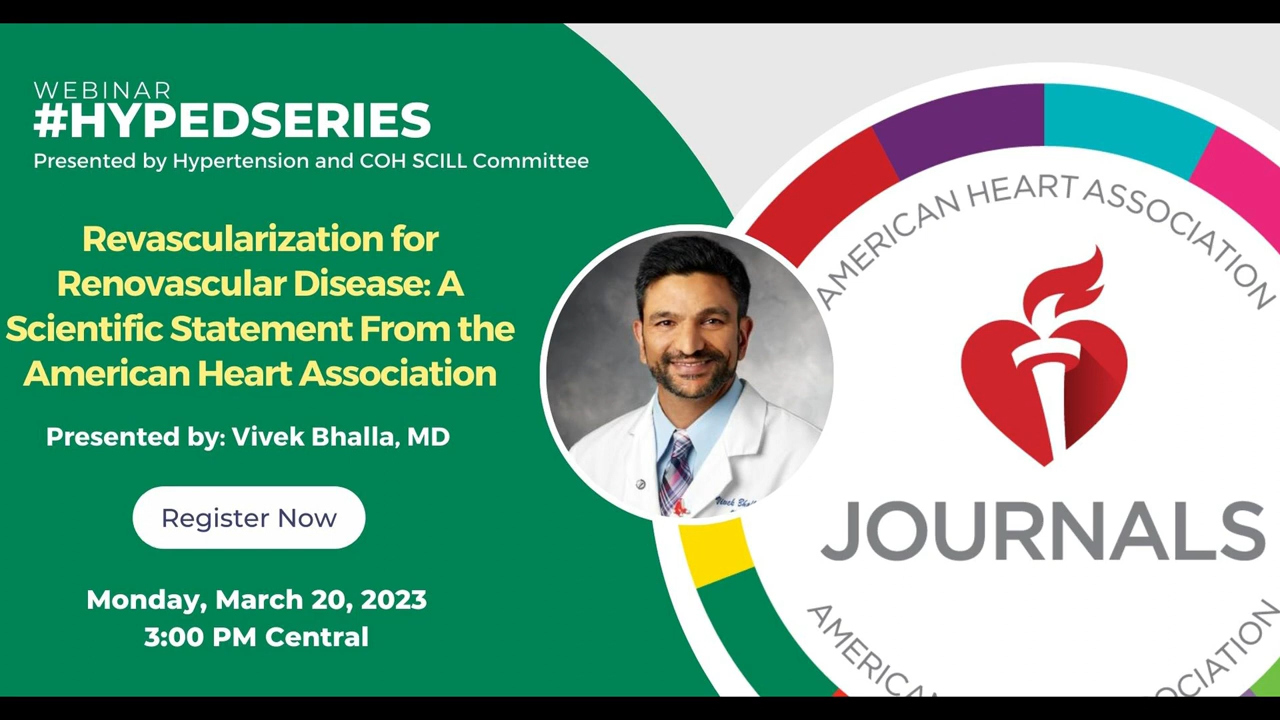 WEBINAR
#HYPEDSERIES
Presented by Hypertension and COH SCILL Committee
Revascularization for
Renovascular Disease: A
Scientific Statement From the
American Heart Association
Presented by: Vivek Bhalla, MD
Register Now
Monday, March 20, 2023
3:00 PM Central
Vivek
AMERICAN HEART ASSOCIATION
JOURNALS